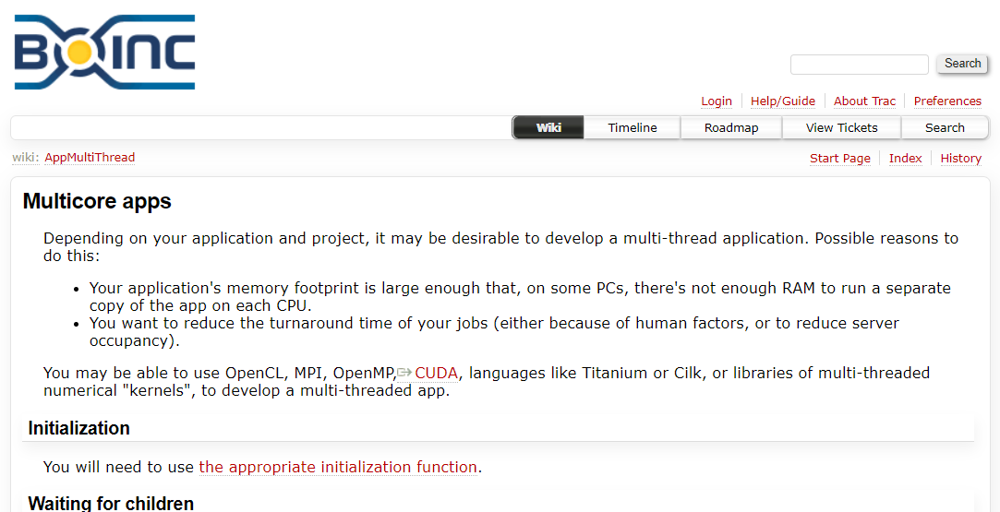 BOINC
Search
Login Help/Guide About Trac Preferences
Wiki Timeline Roadmap View Tickets Search
wiki: AppMultiThread Start Page Index History
Multicore apps
Depending on your application and project, it may be desirable to develop a multi-thread application. Possible reasons to
do this:
• Your application's memory footprint is large enough that, on some PCs, there's not enough RAM to run a separate
copy of the app on each CPU.
• You want to reduce the turnaround time of your jobs (either because of human factors, or to reduce server
occupancy).
You may be able to use OpenCL, MPI, OpenMP, CUDA, languages like Titanium or Cilk, or libraries of multi-threaded
numerical "kernels", to develop a multi-threaded app.
Initialization
You will need to use the appropriate initialization function.
Waiting for children